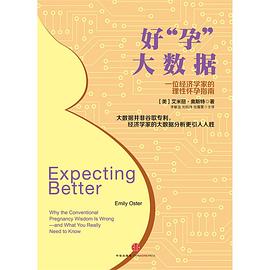 好“孕”
大数据
一位经济学家的
理性怀孕指南
［美］艾米丽·奥斯特◎著
大数据并非谷歌专利，
经济学家的大数据分析更引人入胜
Expecting
Better
Emily Oster
Why the Conventional
Pregnancy Wisdom Is Wrong
—and What You Really
Need to Know
中信出版社